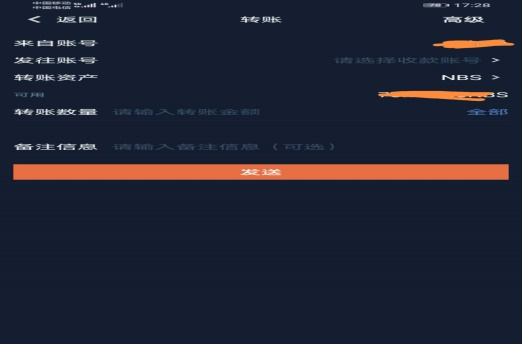 中国移动
中国电信 17:28
返回 转账 高级
来自账号
发往账号 请选择收款账号 >
转账资产 NBS >
可用
转账数量 请输入转账金额 全部
备注信息 请输入备注信息（可选）
发送